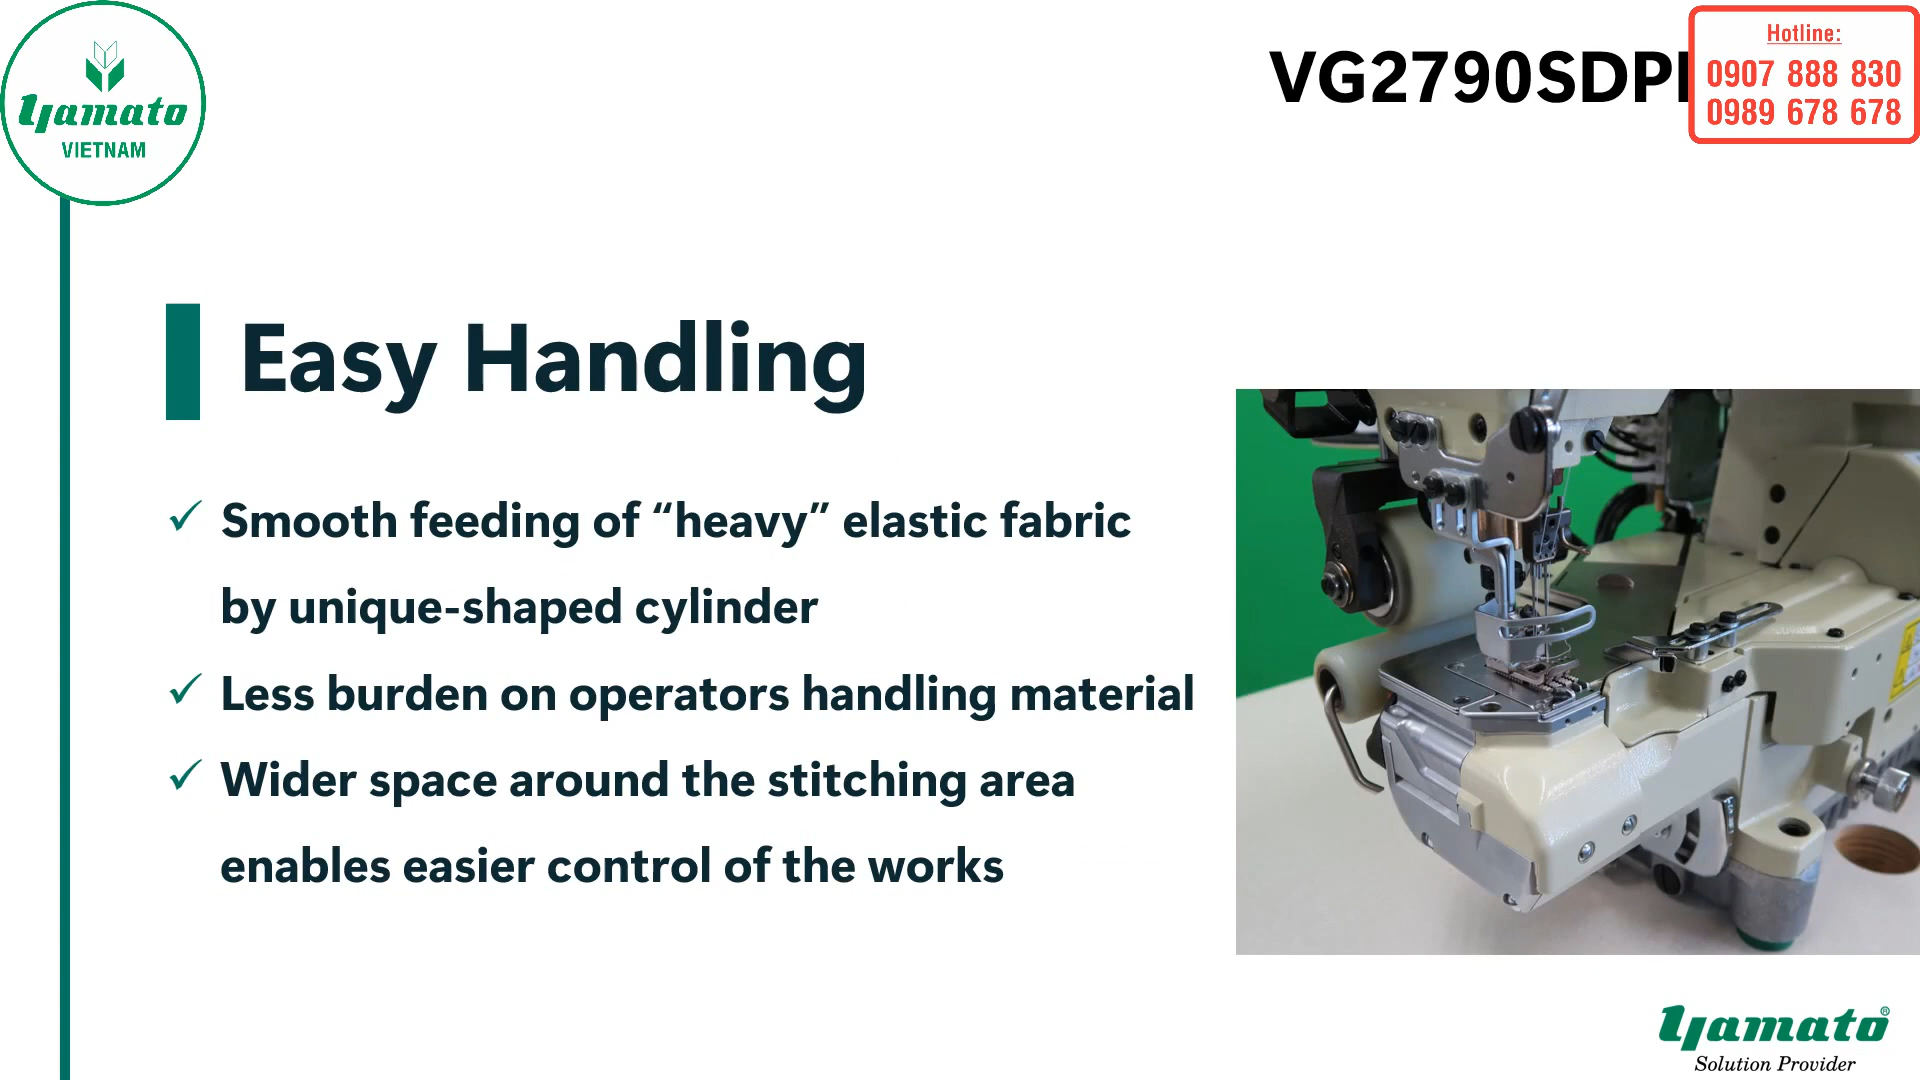 Yamato
VIETNAM
Hotline:
0907 888 830
0989 678 678
Easy Handling
✓ Smooth feeding of “heavy” elastic fabric
by unique-shaped cylinder
✓ Less burden on operators handling material
✓ Wider space around the stitching area
enables easier control of the works
Yamato®
Solution Provider